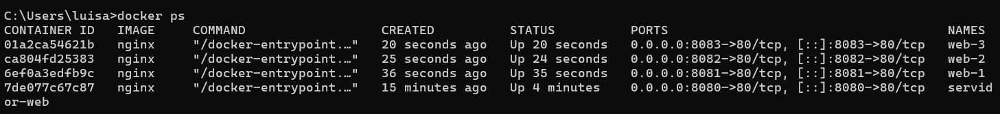 C:\Users\luisa>docker ps
CONTAINER ID   IMAGE     COMMAND                  CREATED          STATUS          PORTS                                     NAMES
01a2ca54621b   nginx     "/docker-entrypoint.…"   20 seconds ago   Up 20 seconds   0.0.0.0:8083->80/tcp, [::]:8083->80/tcp   web-3
ca804fd25383   nginx     "/docker-entrypoint.…"   25 seconds ago   Up 24 seconds   0.0.0.0:8082->80/tcp, [::]:8082->80/tcp   web-2
6ef0a3edfb9c   nginx     "/docker-entrypoint.…"   36 seconds ago   Up 35 seconds   0.0.0.0:8081->80/tcp, [::]:8081->80/tcp   web-1
7de077c67c87   nginx     "/docker-entrypoint.…"   15 minutes ago   Up 4 minutes    0.0.0.0:8080->80/tcp, [::]:8080->80/tcp   servid
or-web